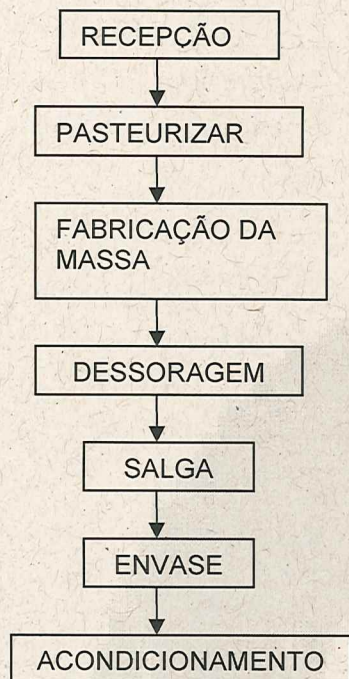 RECEPÇÃO
PASTEURIZAR
FABRICAÇÃO DA
MASSA
DESSORAGEM
SALGA
ENVASE
ACONDICIONAMENTO